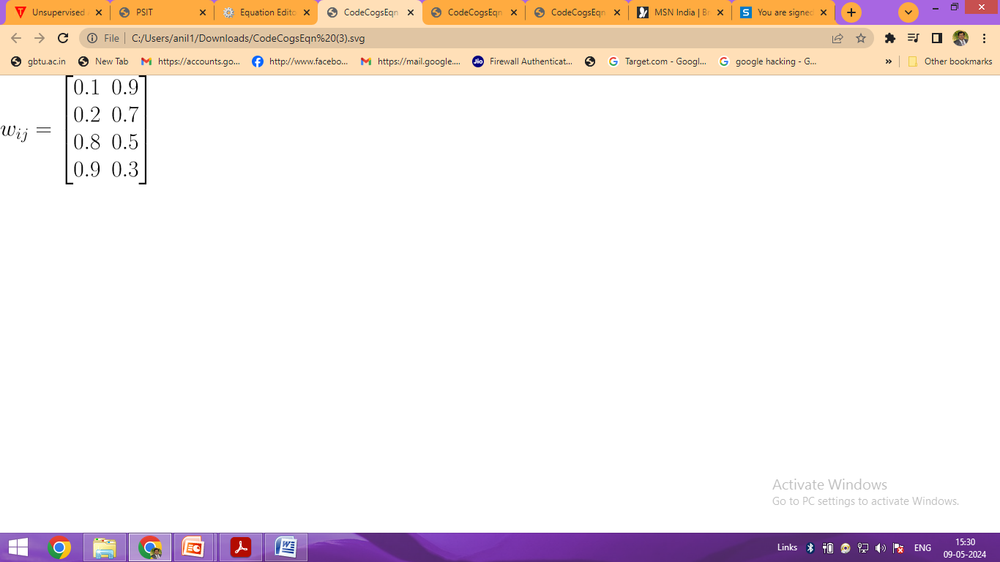 Unsupervised
PSIT
Equation Edito
CodeCogsEqn
CodeCogsEqn
CodeCogsEqn
MSN India | Br
You are signed
File
C:/Users/anil1/Downloads/CodeCogsEqn%20(3).svg
gbtu.ac.in
New Tab
https://accounts.go...
http://www.facebo...
https://mail.google....
Jio
Firewall Authenticat...
Target.com - Googl...
google hacking - G...
»
Other bookmarks
0.1 0.9
0.2 0.7
w_{ij} =
0.8 0.5
0.9 0.3
Activate Windows
Go to PC settings to activate Windows.
Links
ENG
15:30
09-05-2024